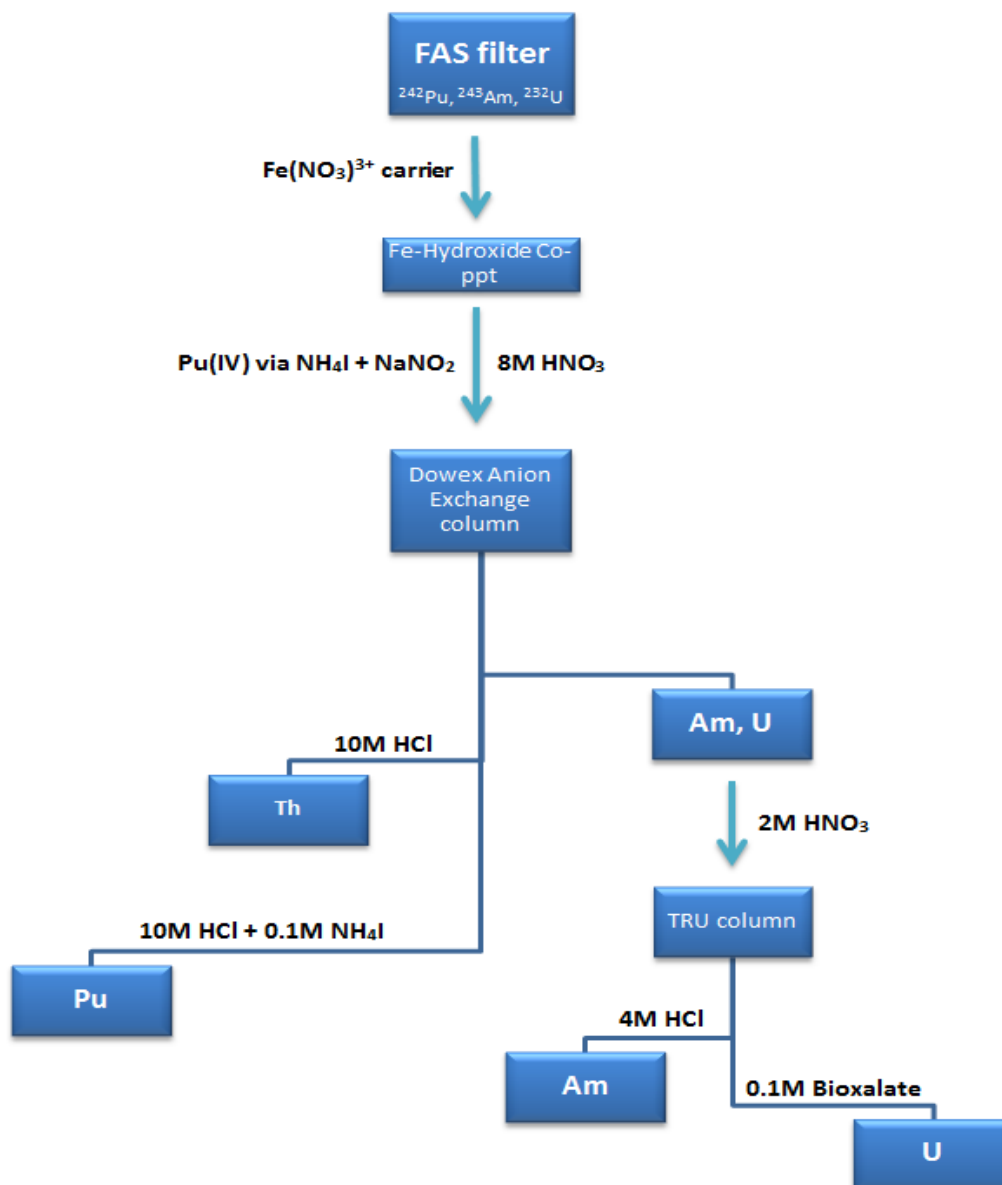 FAS filter
²⁴²Pu, ²⁴³Am, ²³²U
Fe(NO₃)³⁺ carrier
Fe-Hydroxide Co-
ppt
Pu(IV) via NH₄I + NaNO₂
8M HNO₃
Dowex Anion
Exchange
column
Am, U
10M HCl
Th
2M HNO₃
TRU column
10M HCl + 0.1M NH₄I
Pu
4M HCl
Am
0.1M Bioxalate
U